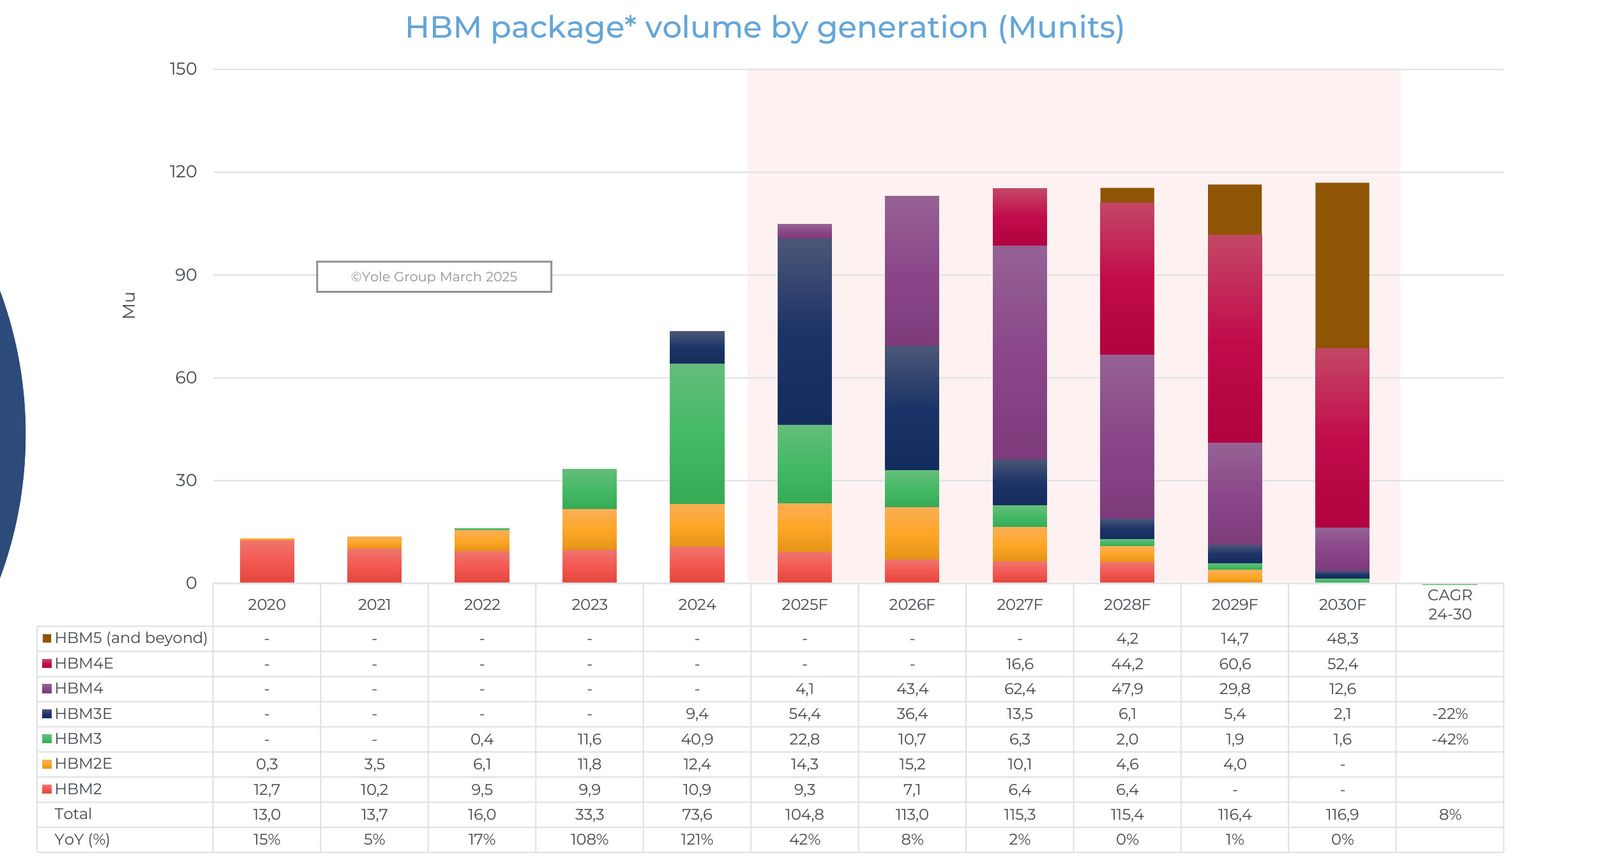 HBM package* volume by generation (Munits)
150
120
90
60
30
0
Mu
©Yole Group March 2025
2020 2021 2022 2023 2024 2025F 2026F 2027F 2028F 2029F 2030F CAGR 24-30
HBM5 (and beyond) - - - - - - - - 4,2 14,7 48,3
HBM4E - - - - - - - 16,6 44,2 60,6 52,4
HBM4 - - - - - 4,1 43,4 62,4 47,9 29,8 12,6
HBM3E - - - - 9,4 54,4 36,4 13,5 6,1 5,4 2,1 -22%
HBM3 - - 0,4 11,6 40,9 22,8 10,7 6,3 2,0 1,9 1,6 -42%
HBM2E 0,3 3,5 6,1 11,8 12,4 14,3 15,2 10,1 4,6 4,0 -
HBM2 12,7 10,2 9,5 9,9 10,9 9,3 7,1 6,4 6,4 - -
Total 13,0 13,7 16,0 33,3 73,6 104,8 113,0 115,3 115,4 116,4 116,9 8%
YoY (%) 15% 5% 17% 108% 121% 42% 8% 2% 0% 1% 0%